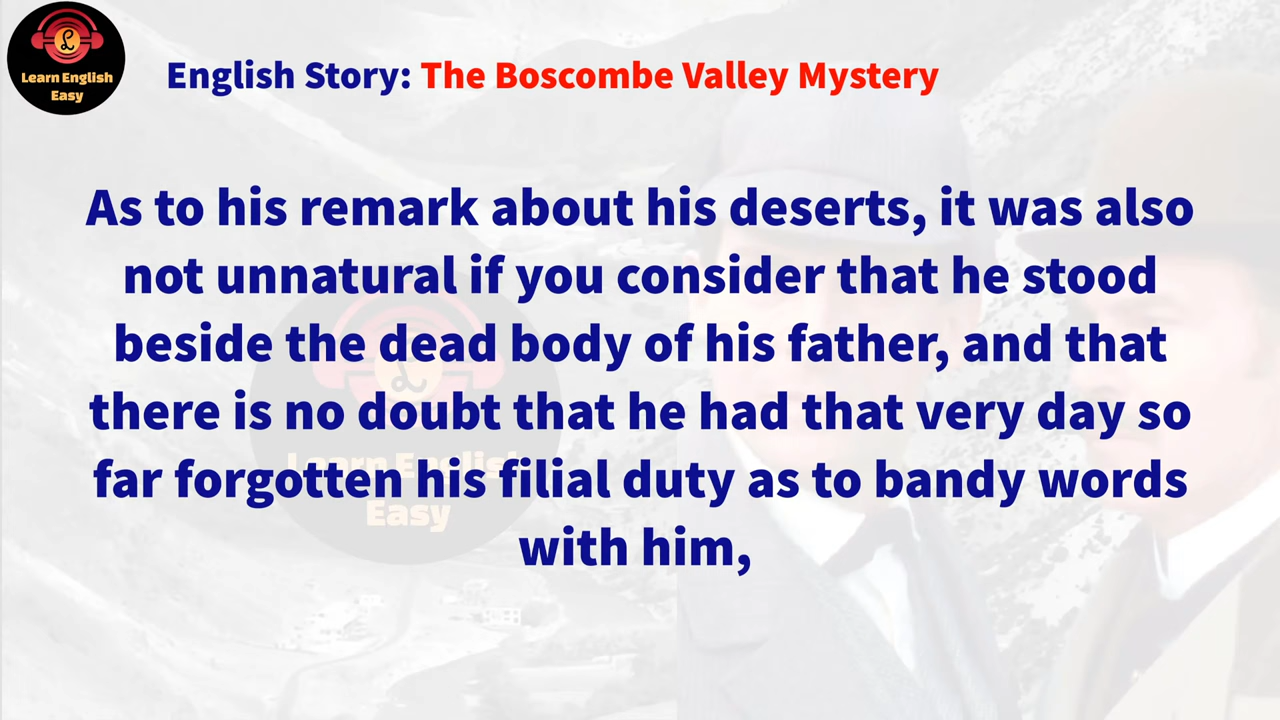 Learn English
Easy
English Story: The Boscombe Valley Mystery
As to his remark about his deserts, it was also
not unnatural if you consider that he stood
beside the dead body of his father, and that
there is no doubt that he had that very day so
far forgotten his filial duty as to bandy words
with him,
Learn English
Easy